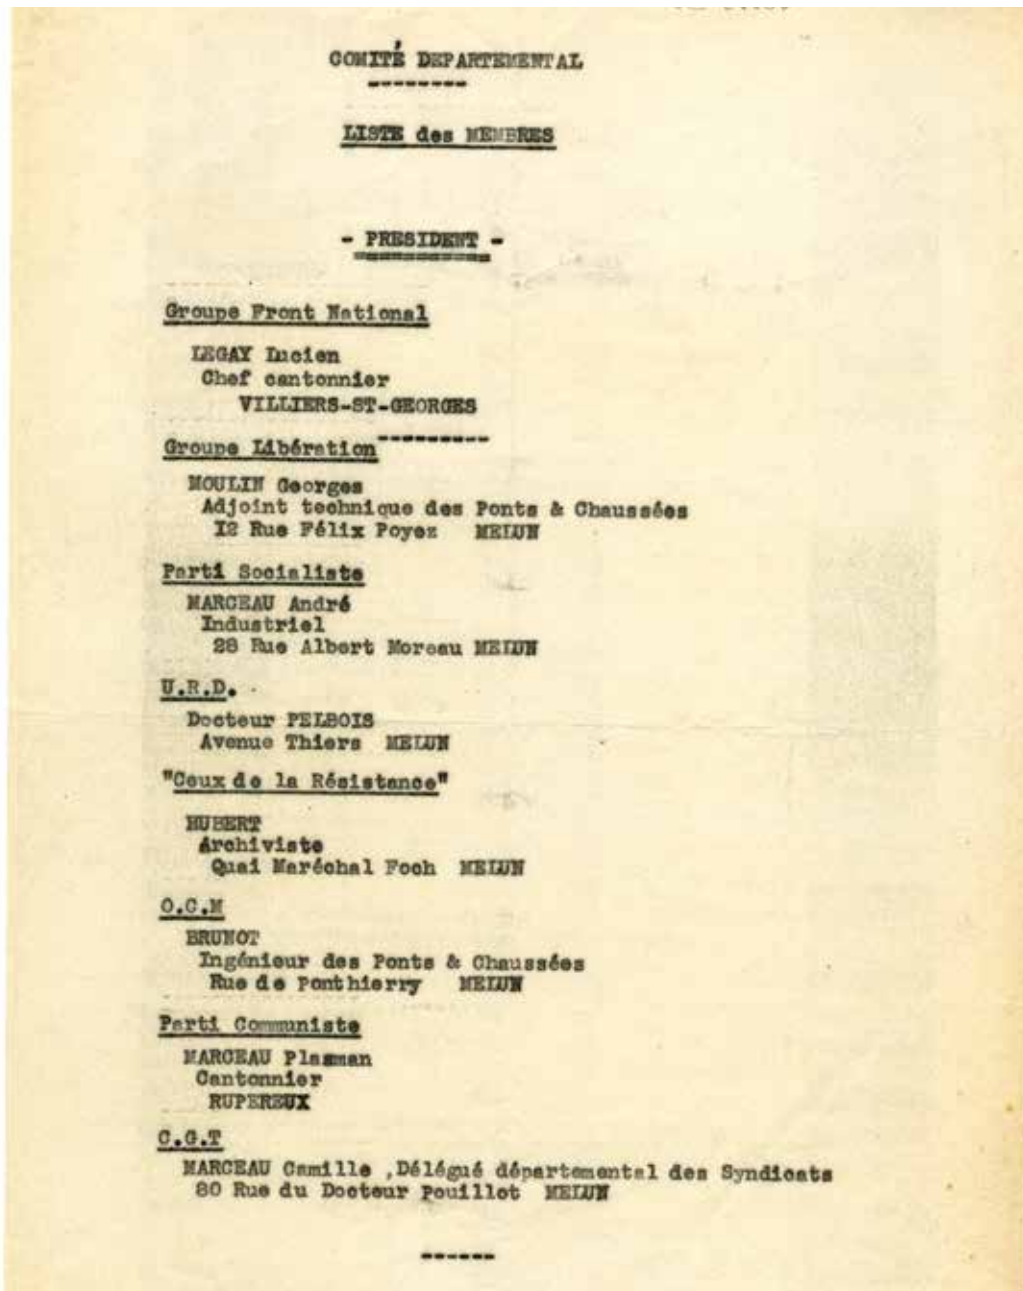 COMITÉ DEPARTEMENTAL
--------
LISTE des MEMBRES
- PRESIDENT -
Groupe Front National
LEGAY Lucien
Chef cantonnier
VILLIERS-ST-GEORGES
---------
Groupe Libération
MOULIN Georges
Adjoint technique des Ponts & Chaussées
I2 Rue Félix Poyez MELUN
Parti Socialiste
MARCEAU André
Industriel
28 Rue Albert Moreau MELUN
U.R.D.
Docteur PELBOIS
Avenue Thiers MELUN
"Ceux de la Résistance"
HUBERT
Archiviste
Quai Maréchal Foch MELUN
O.C.M
BRUNOT
Ingénieur des Ponts & Chaussées
Rue de Ponthierry MELUN
Parti Communiste
MARCEAU Plasman
Cantonnier
RUPEREUX
C.G.T
MARCEAU Camille ,Délégué départemental des Syndicats
80 Rue du Docteur Pouillot MELUN
------